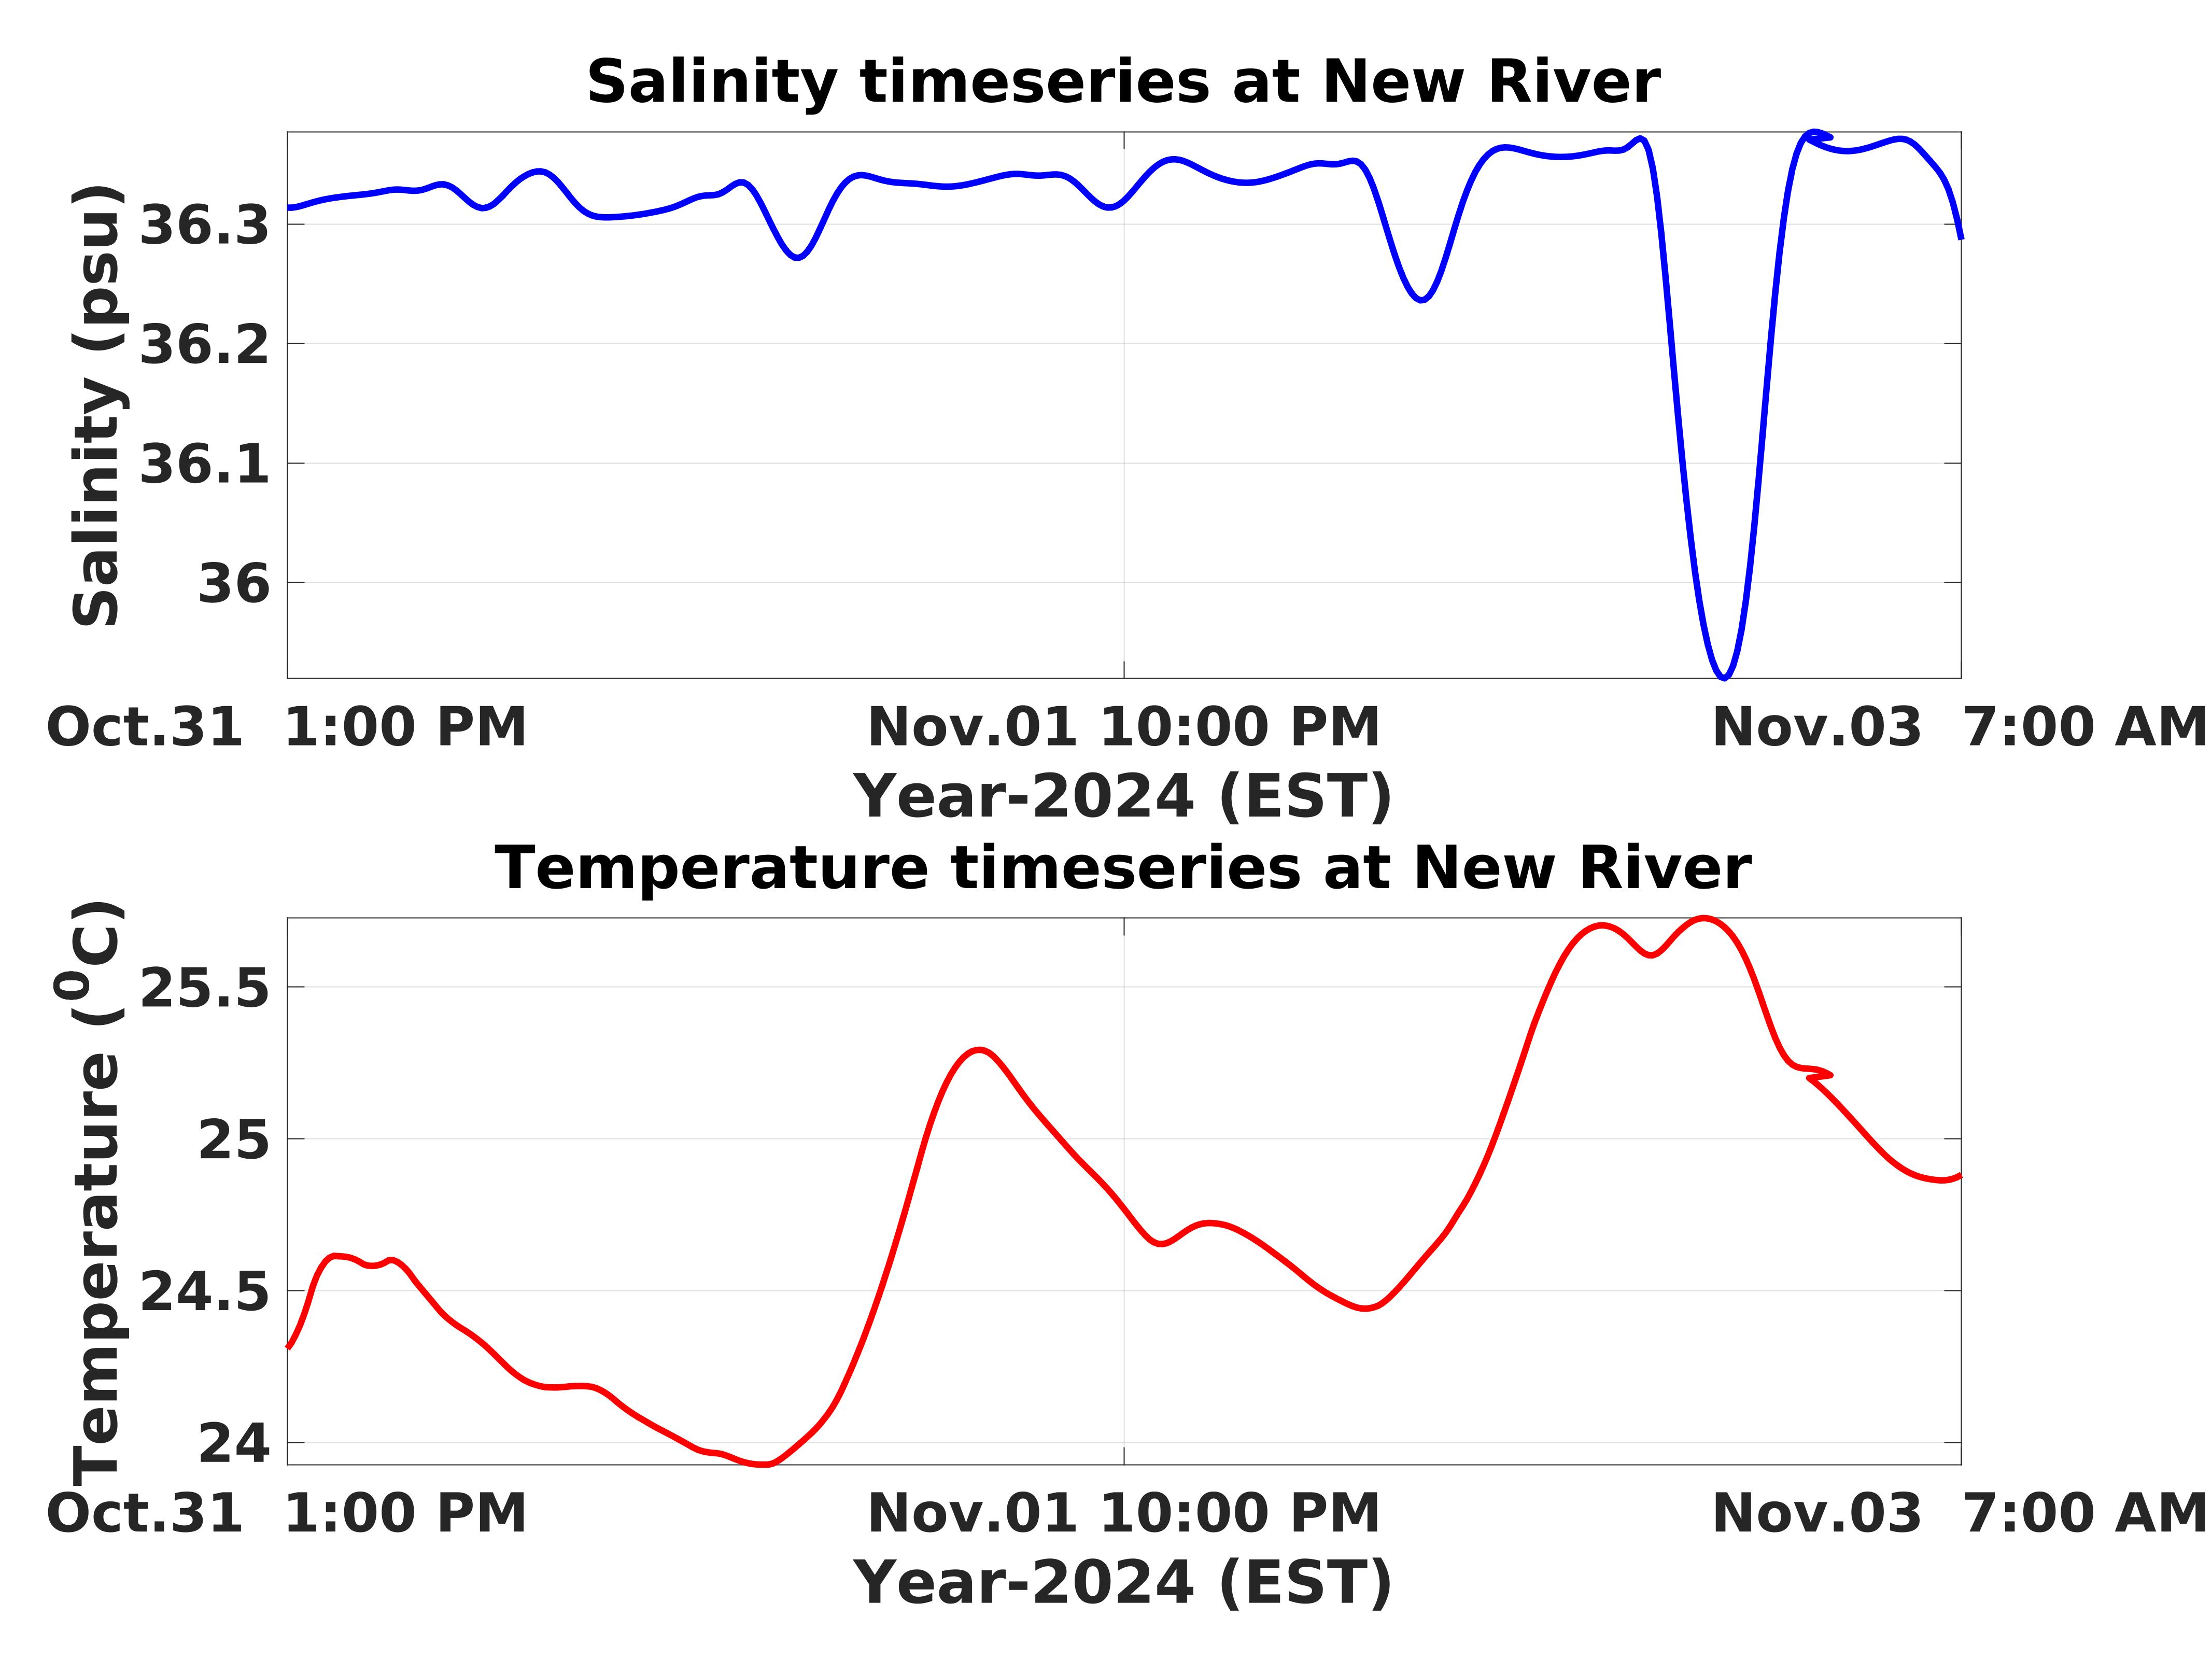 Salinity timeseries at New River
Salinity (psu)
36.3
36.2
36.1
36
Oct.31  1:00 PM
Nov.01 10:00 PM
Nov.03  7:00 AM
Year-2024 (EST)
Temperature timeseries at New River
Temperature (⁰C)
25.5
25
24.5
24
Oct.31  1:00 PM
Nov.01 10:00 PM
Nov.03  7:00 AM
Year-2024 (EST)